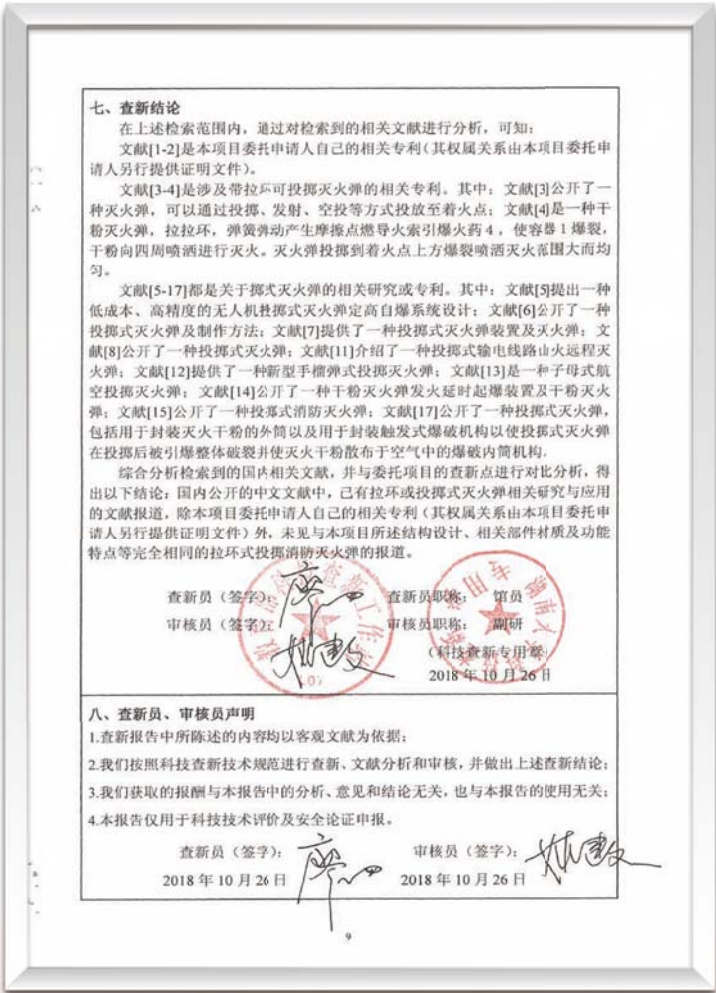 七、查新结论
在上述检索范围内，通过对检索到的相关文献进行分析，可知：
文献[1-2]是本项目委托申请人自己的相关专利（其权属关系由本项目委托申
请人另行提供证明文件）。
文献[3-4]是涉及带拉环可投掷灭火弹的相关专利。其中：文献[3]公开了一
种灭火弹，可以通过投掷、发射、空投等方式投放至着火点；文献[4]是一种干
粉灭火弹，拉拉环，弹簧弹动产生摩擦点燃导火索引爆火药4，使容器1爆裂，
干粉向四周喷洒进行灭火。灭火弹投掷到着火点上方爆裂喷洒灭火范围大而均
匀。
文献[5-17]都是关于掷式灭火弹的相关研究或专利。其中：文献[5]提出一种
低成本、高精度的无人机投掷式灭火弹定高自爆系统设计；文献[6]公开了一种
投掷式灭火弹及制作方法；文献[7]提供了一种投掷式灭火弹装置及灭火弹；文
献[8]公开了一种投掷式灭火弹；文献[11]介绍了一种投掷式输电线路山火远程灭
火弹；文献[12]提供了一种新型手榴弹式投掷灭火弹；文献[13]是一种子母式航
空投掷灭火弹；文献[14]公开了一种干粉灭火弹发火延时起爆装置及干粉灭火
弹；文献[15]公开了一种投掷式消防灭火弹；文献[17]公开了一种投掷式灭火弹，
包括用于封装灭火干粉的外筒以及用于封装触发式爆破机构以使投掷式灭火弹
在投掷后被引爆整体破裂并使灭火干粉散布于空气中的爆破内筒机构。
综合分析检索到的国内相关文献，并与委托项目的查新点进行对比分析，得
出以下结论：国内公开的中文文献中，已有拉环或投掷式灭火弹相关研究与应用
的文献报道，除本项目委托申请人自己的相关专利（其权属关系由本项目委托申
请人另行提供证明文件）外，未见与本项目所述结构设计、相关部件材质及功能
特点等完全相同的拉环式投掷消防灭火弹的报道。
查新员（签字）： 查新员职称： 馆员
审核员（签字）： 审核员职称： 副研
（科技查新专用章）
2018年10月26日
八、查新员、审核员声明
1.查新报告中所陈述的内容均以客观文献为依据；
2.我们按照科技查新技术规范进行查新、文献分析和审核，并做出上述查新结论；
3.我们获取的报酬与本报告中的分析、意见和结论无关，也与本报告的使用无关；
4.本报告仅用于科技技术评价及安全论证申报。
查新员（签字）： 审核员（签字）：
2018年10月26日 2018年10月26日
9